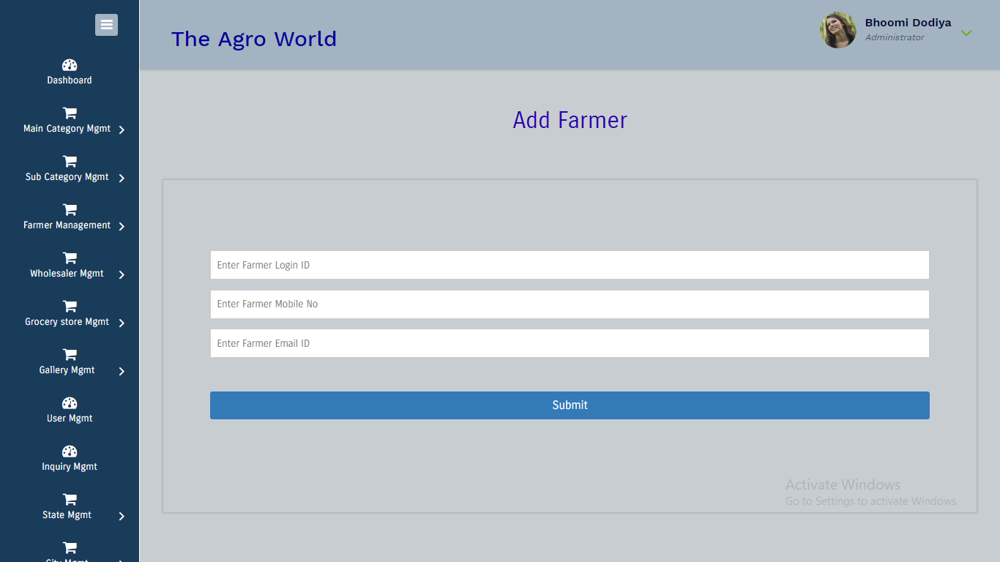 The Agro World
Bhoomi Dodiya
Administrator
Dashboard
Main Category Mgmt
Sub Category Mgmt
Farmer Management
Wholesaler Mgmt
Grocery store Mgmt
Gallery Mgmt
User Mgmt
Inquiry Mgmt
State Mgmt
City Mgmt
Add Farmer
Enter Farmer Login ID
Enter Farmer Mobile No
Enter Farmer Email ID
Submit
Activate Windows
Go to Settings to activate Windows.